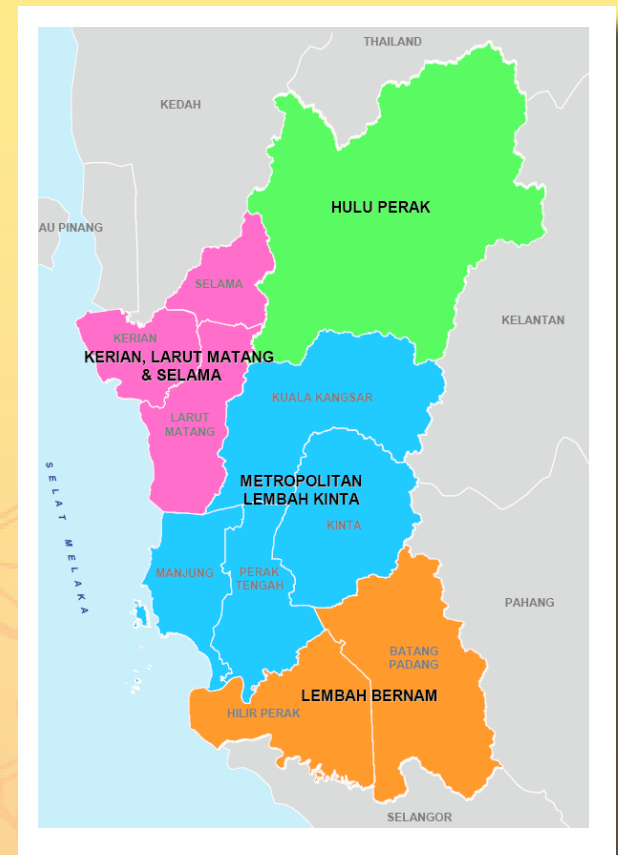 THAILAND
KEDAH
HULU PERAK
AU PINANG
SELAMA
KELANTAN
KERIAN
KERIAN, LARUT MATANG
& SELAMA
KUALA KANGSAR
LARUT
MATANG
METROPOLITAN
LEMBAH KINTA
KINTA
SELAT MELAKA
MANJUNG
PERAK
TENGAH
PAHANG
BATANG
PADANG
LEMBAH BERNAM
HILIR PERAK
SELANGOR